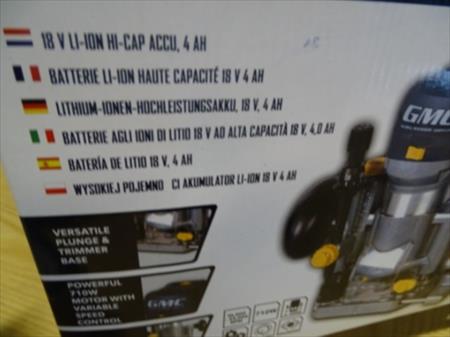 18 V LI-ION HI-CAP ACCU, 4 AH
BATTERIE LI-ION HAUTE CAPACITÉ 18 V 4 AH
LITHIUM-IONEN-HOCHLEISTUNGSAKKU, 18 V, 4 AH
BATTERIE AGLI IONI DI LITIO 18 V AD ALTA CAPACITÀ 18 V, 4,0 AH
BATERÍA DE LITIO 18 V, 4 AH
WYSOKIEJ POJEMNO CI AKUMULATOR LI-ION 18 V 4 AH
GMC
VERSATILE
PLUNGE &
TRIMMER
BASE
POWERFUL
710W
MOTOR WITH
VARIABLE
SPEED
CONTROL
GMC
710W